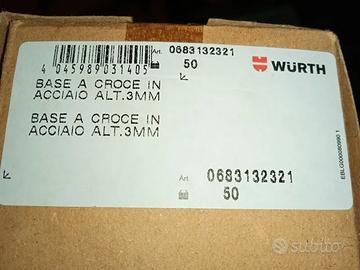 Art. 0683132321
50
WÜRTH
4 045989 031405
BASE A CROCE IN
ACCIAIO ALT.3MM
BASE A CROCE IN
ACCIAIO ALT.3MM
Art. 0683132321
50
subito